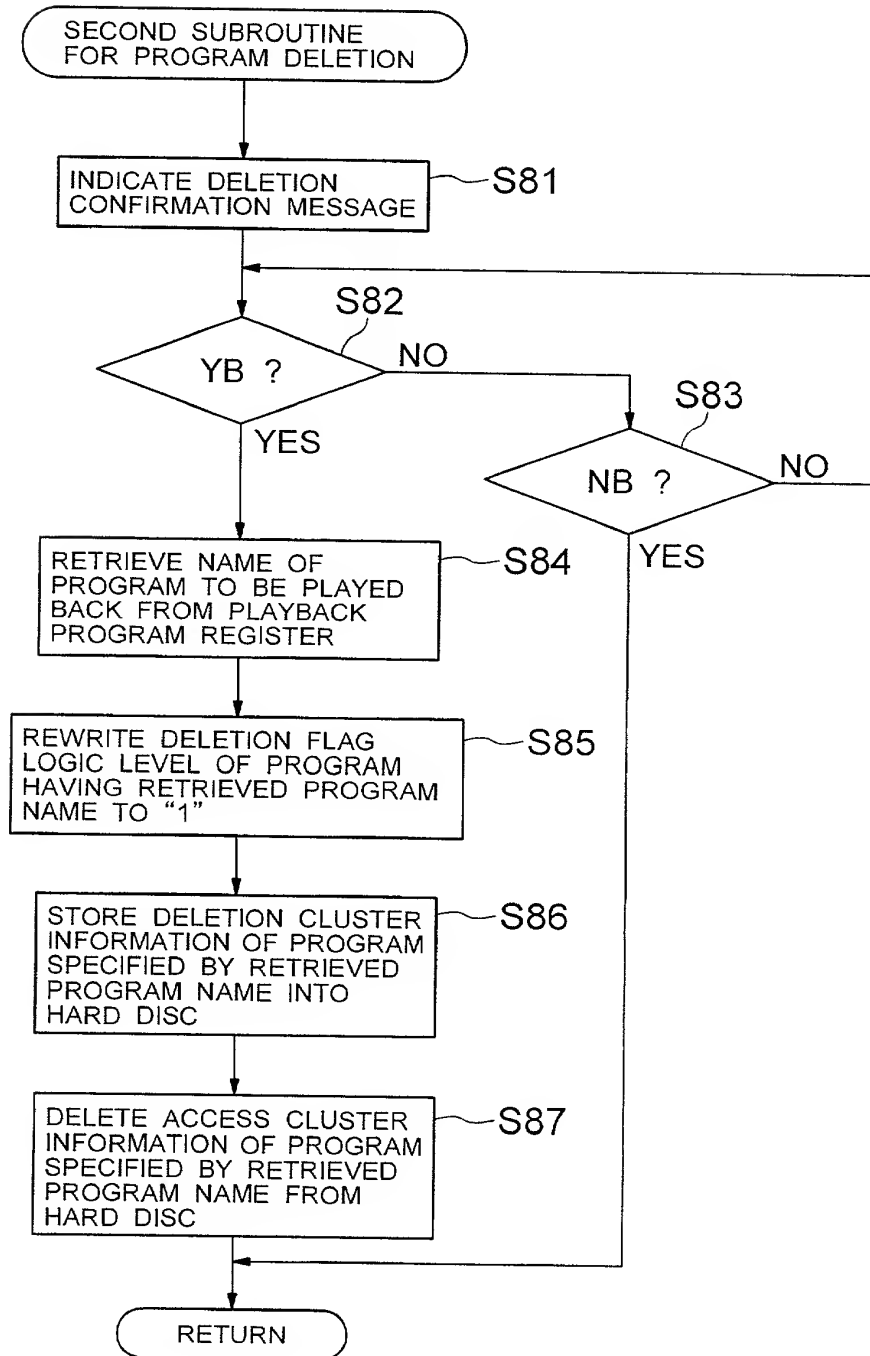 SECOND SUBROUTINE
FOR PROGRAM DELETION
INDICATE DELETION
CONFIRMATION MESSAGE
S81
S82
YB ?
NO
YES
S83
NB ?
NO
YES
RETRIEVE NAME OF
PROGRAM TO BE PLAYED
BACK FROM PLAYBACK
PROGRAM REGISTER
S84
REWRITE DELETION FLAG
LOGIC LEVEL OF PROGRAM
HAVING RETRIEVED PROGRAM
NAME TO “1”
S85
STORE DELETION CLUSTER
INFORMATION OF PROGRAM
SPECIFIED BY RETRIEVED
PROGRAM NAME INTO
HARD DISC
S86
DELETE ACCESS CLUSTER
INFORMATION OF PROGRAM
SPECIFIED BY RETRIEVED
PROGRAM NAME FROM
HARD DISC
S87
RETURN